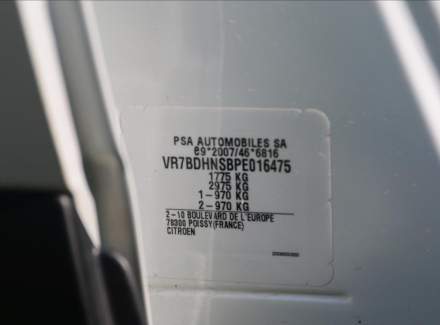 PSA AUTOMOBILES SA
e9*2007/46*6816
VR7BDHNSBPE016475
1775 KG
2975 KG
1-970 KG
2-970 KG
2-10 BOULEVARD DE L'EUROPE
78300 POISSY(FRANCE)
CITROEN